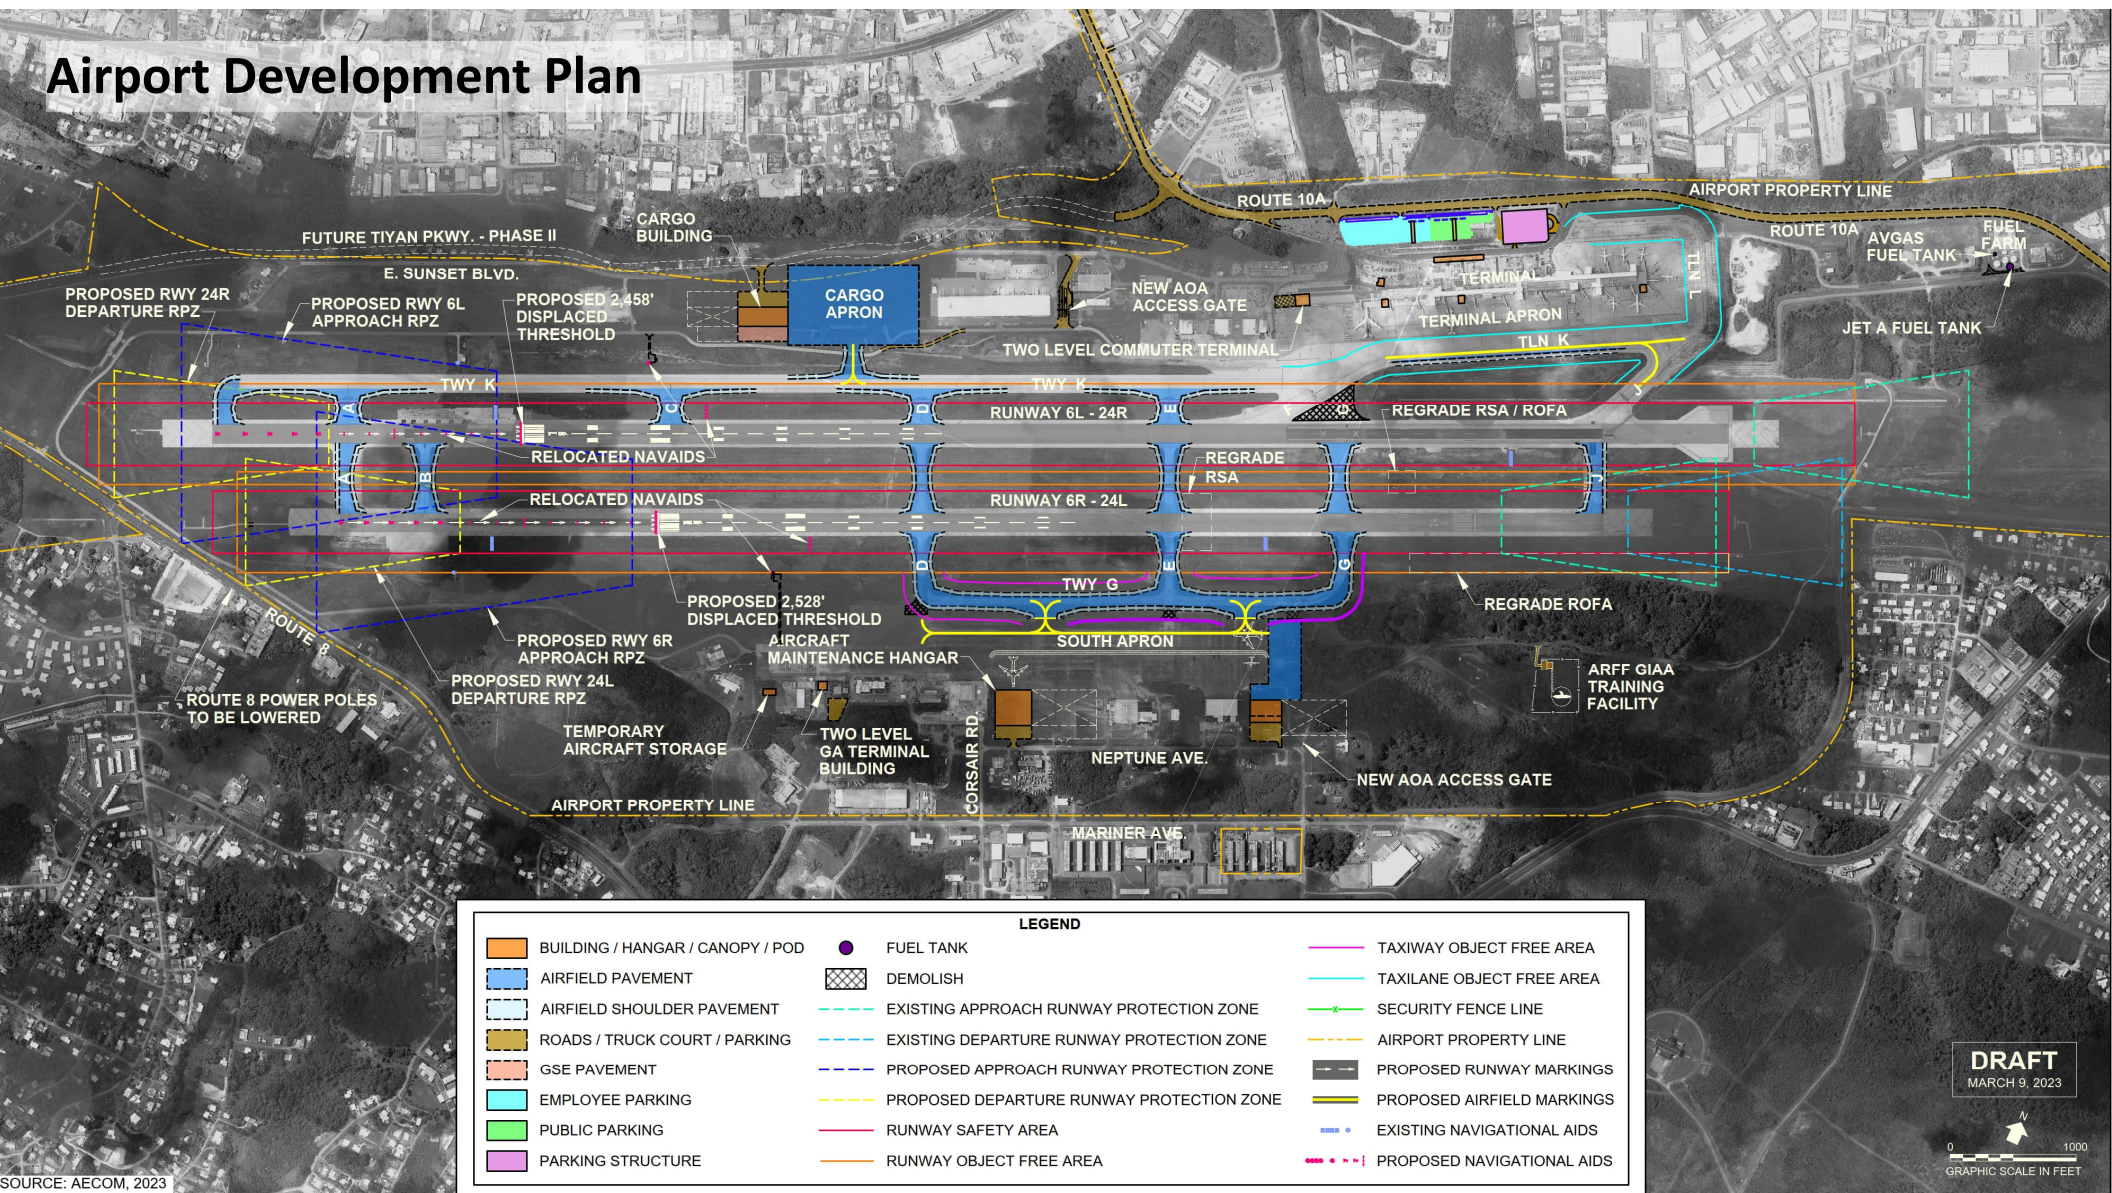 Airport Development Plan
AIRPORT PROPERTY LINE
ROUTE 10A
ROUTE 10A
CARGO
BUILDING
FUTURE TIYAN PKWY. - PHASE II
E. SUNSET BLVD.
AVGAS
FUEL TANK
FUEL
FARM
PROPOSED RWY 24R
DEPARTURE RPZ
PROPOSED RWY 6L
APPROACH RPZ
PROPOSED 2,458'
DISPLACED
THRESHOLD
CARGO
APRON
NEW AOA
ACCESS GATE
TERMINAL
TLN L
TERMINAL APRON
JET A FUEL TANK
TWO LEVEL COMMUTER TERMINAL
TLN K
TWY K
TWY K
J
A
C
D
E
F
G
RUNWAY 6L - 24R
REGRADE RSA / ROFA
RELOCATED NAVAIDS
REGRADE
RSA
A
B
J
RELOCATED NAVAIDS
RUNWAY 6R - 24L
D
E
G
TWY G
PROPOSED 2,528'
DISPLACED THRESHOLD
REGRADE ROFA
ROUTE 8
PROPOSED RWY 6R
APPROACH RPZ
AIRCRAFT
MAINTENANCE HANGAR
SOUTH APRON
PROPOSED RWY 24L
DEPARTURE RPZ
ARFF GIAA
TRAINING
FACILITY
ROUTE 8 POWER POLES
TO BE LOWERED
TEMPORARY
AIRCRAFT STORAGE
TWO LEVEL
GA TERMINAL
BUILDING
CORSAIR RD.
NEPTUNE AVE.
NEW AOA ACCESS GATE
AIRPORT PROPERTY LINE
MARINER AVE.
LEGEND
BUILDING / HANGAR / CANOPY / POD
AIRFIELD PAVEMENT
AIRFIELD SHOULDER PAVEMENT
ROADS / TRUCK COURT / PARKING
GSE PAVEMENT
EMPLOYEE PARKING
PUBLIC PARKING
PARKING STRUCTURE
FUEL TANK
DEMOLISH
EXISTING APPROACH RUNWAY PROTECTION ZONE
EXISTING DEPARTURE RUNWAY PROTECTION ZONE
PROPOSED APPROACH RUNWAY PROTECTION ZONE
PROPOSED DEPARTURE RUNWAY PROTECTION ZONE
RUNWAY SAFETY AREA
RUNWAY OBJECT FREE AREA
TAXIWAY OBJECT FREE AREA
TAXILANE OBJECT FREE AREA
SECURITY FENCE LINE
AIRPORT PROPERTY LINE
PROPOSED RUNWAY MARKINGS
PROPOSED AIRFIELD MARKINGS
EXISTING NAVIGATIONAL AIDS
PROPOSED NAVIGATIONAL AIDS
DRAFT
MARCH 9, 2023
N
0 1000
GRAPHIC SCALE IN FEET
SOURCE: AECOM, 2023